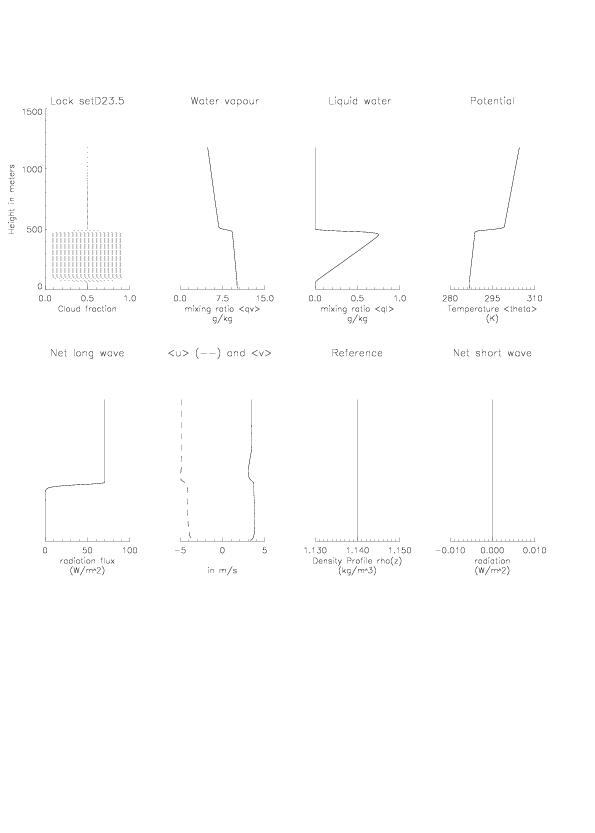 Lock setD23.5
Water vapour
Liquid water
Potential
1500
1000
500
0
Height in meters
0.0 0.5 1.0
Cloud fraction
0.0 15.0
mixing ratio <qv>
g/kg
0.0 1.0
mixing ratio <ql>
g/kg
280 295 310
Temperature <theta>
(K)
Net long wave
<u> (--) and <v>
Reference
Net short wave
0 50 100
radiation flux
(W/m^2)
-5 0 5
in m/s
1.130 1.140 1.150
Density Profile rho(z)
(kg/m^3)
-0.010 0.000 0.010
radiation
(W/m^2)